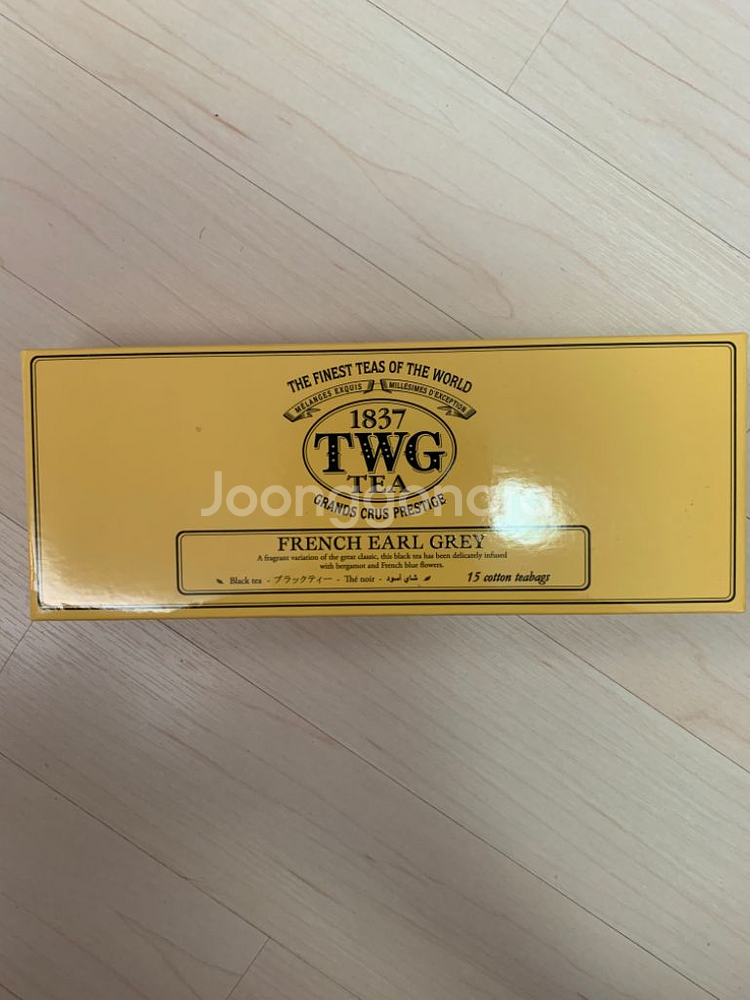 THE FINEST TEAS OF THE WORLD
MÉLANGES EXQUIS MILLÉSIMES D'EXCEPTION
1837
TWG
TEA
GRANDS CRUS PRESTIGE
Joonggonara
FRENCH EARL GREY
A fragrant variation of the great classic, this black tea has been delicately infused
with bergamot and French blue flowers.
Black tea - ブラックティー - Thé noir - شاي أسود 15 cotton teabags